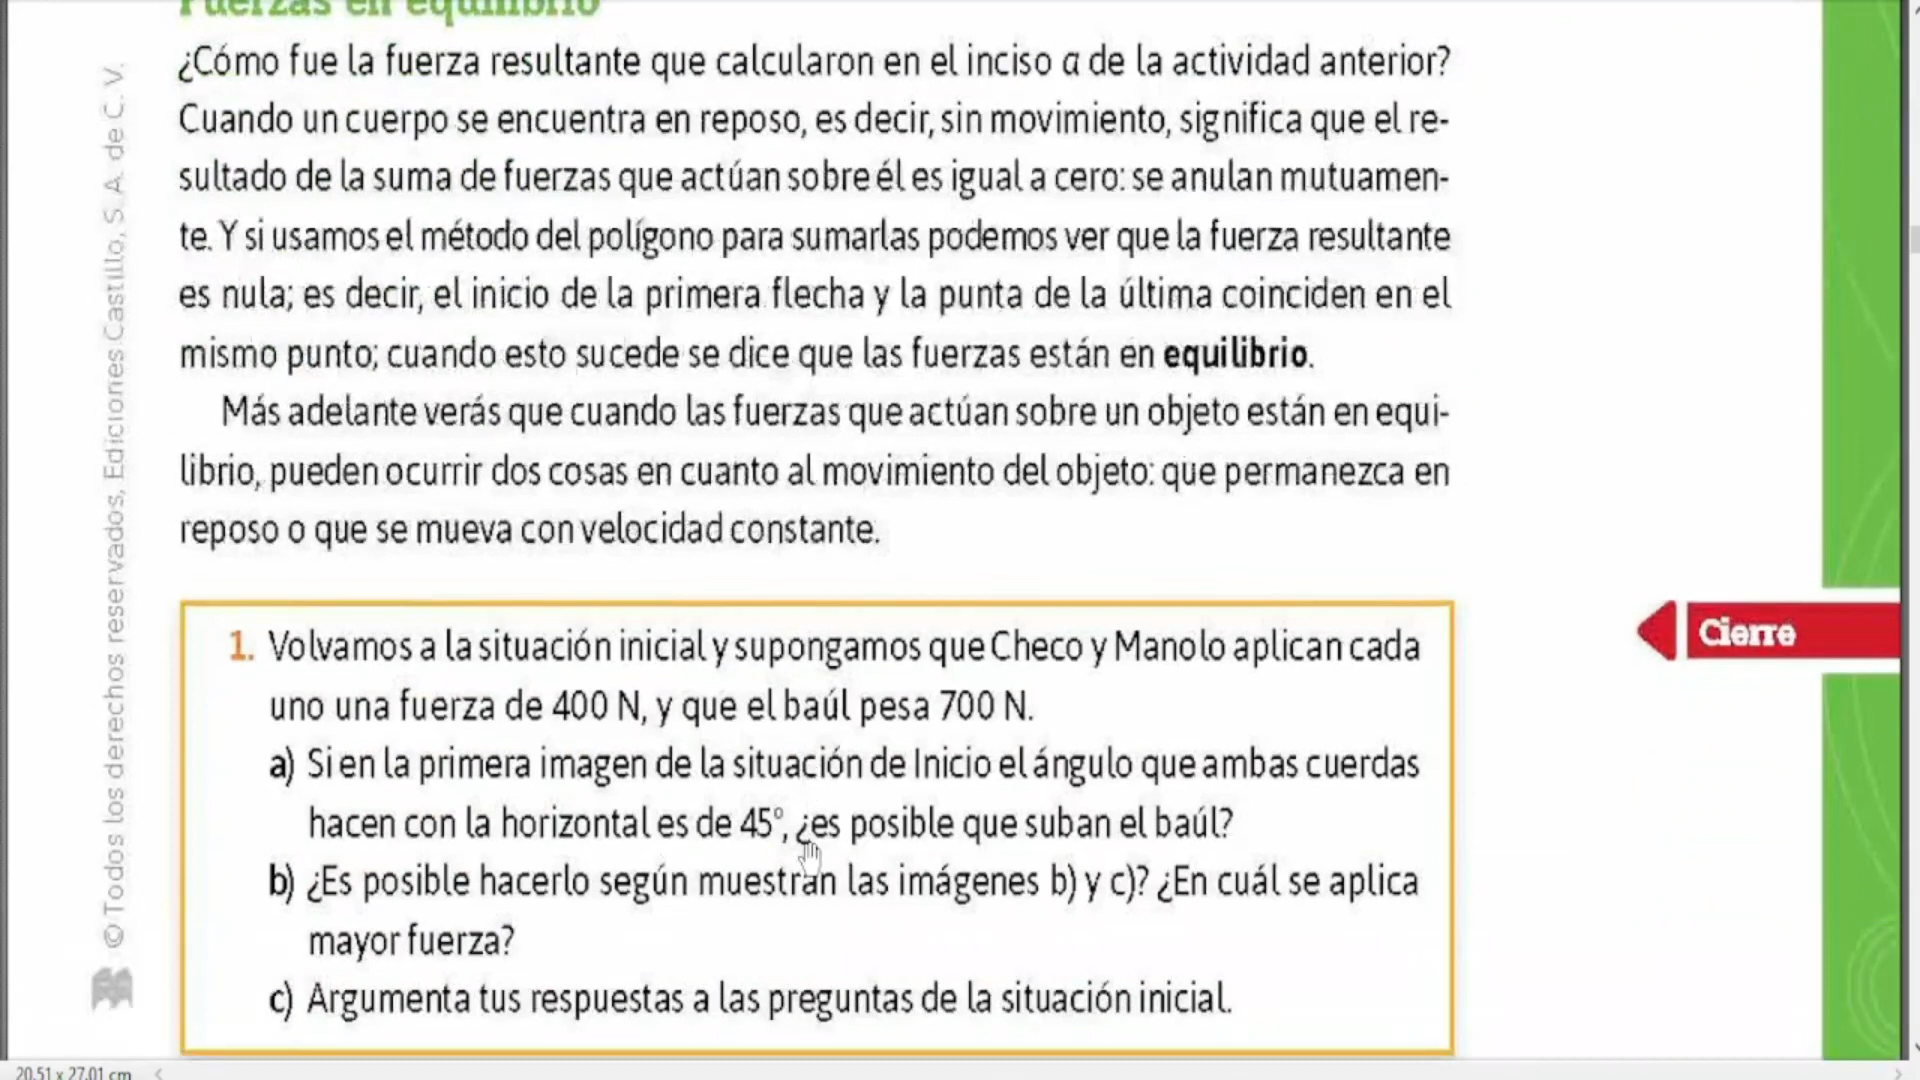 Fuerzas en equilibrio
¿Cómo fue la fuerza resultante que calcularon en el inciso a de la actividad anterior?
Cuando un cuerpo se encuentra en reposo, es decir, sin movimiento, significa que el re-
sultado de la suma de fuerzas que actúan sobre él es igual a cero: se anulan mutuamen-
te. Y si usamos el método del polígono para sumarlas podemos ver que la fuerza resultante
es nula; es decir, el inicio de la primera flecha y la punta de la última coinciden en el
mismo punto; cuando esto sucede se dice que las fuerzas están en equilibrio.
Más adelante verás que cuando las fuerzas que actúan sobre un objeto están en equi-
librio, pueden ocurrir dos cosas en cuanto al movimiento del objeto: que permanezca en
reposo o que se mueva con velocidad constante.
Cierre
1. Volvamos a la situación inicial y supongamos que Checo y Manolo aplican cada
uno una fuerza de 400 N, y que el baúl pesa 700 N.
a) Si en la primera imagen de la situación de Inicio el ángulo que ambas cuerdas
hacen con la horizontal es de 45°, ¿es posible que suban el baúl?
b) ¿Es posible hacerlo según muestran las imágenes b) y c)? ¿En cuál se aplica
mayor fuerza?
c) Argumenta tus respuestas a las preguntas de la situación inicial.
© Todos los derechos reservados, Ediciones Castillo, S. A. de C. V.
20.51 x 27.01 cm